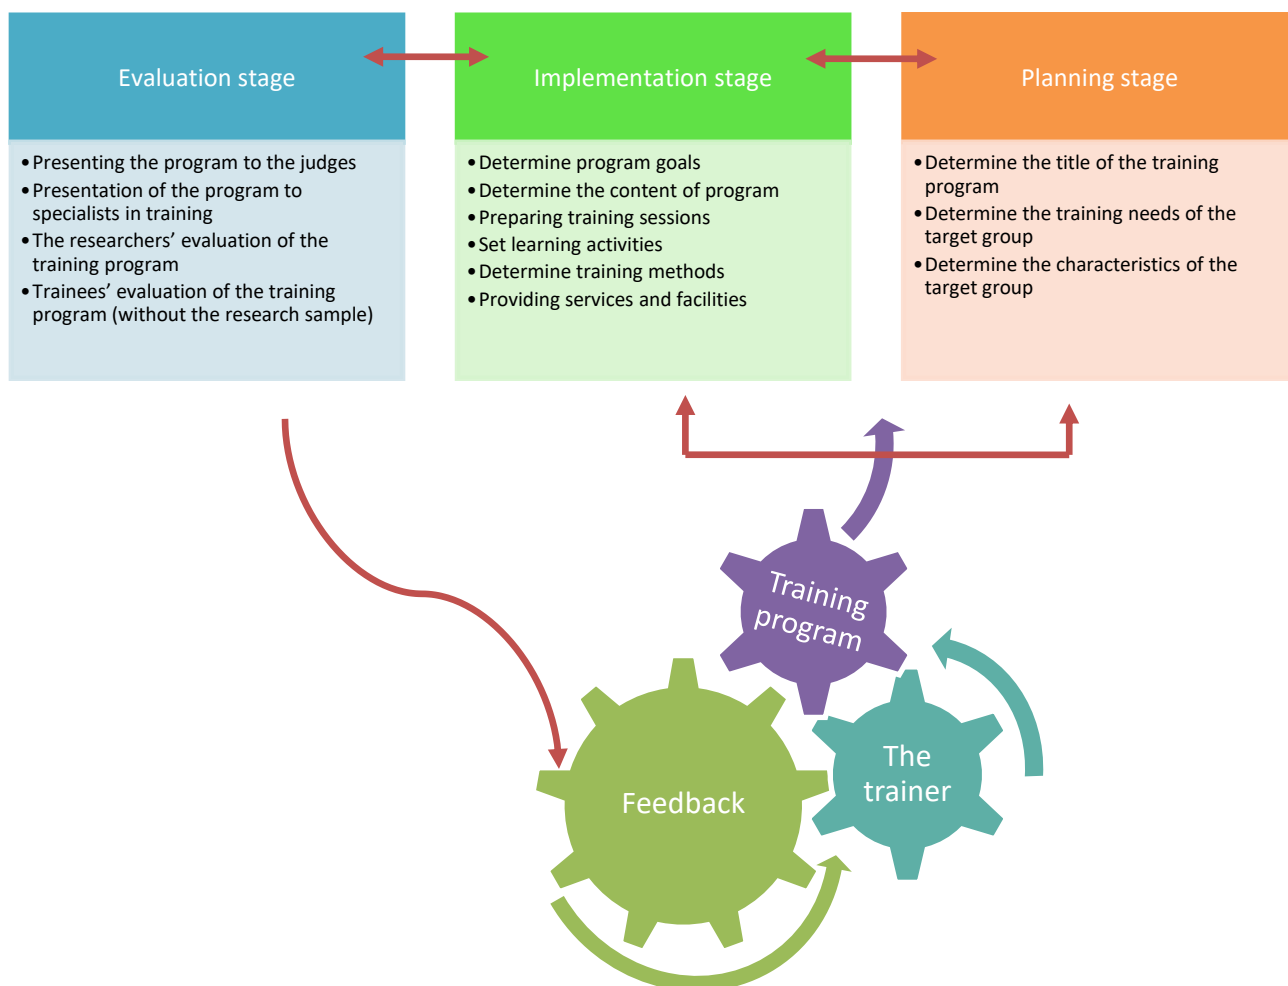 Evaluation stage
•Presenting the program to the judges
•Presentation of the program to
specialists in training
•The researchers’ evaluation of the
training program
•Trainees’ evaluation of the training
program (without the research sample)
Implementation stage
•Determine program goals
•Determine the content of program
•Preparing training sessions
•Set learning activities
•Determine training methods
•Providing services and facilities
Planning stage
•Determine the title of the training
program
•Determine the training needs of the
target group
•Determine the characteristics of the
target group
Training
program
The
trainer
Feedback